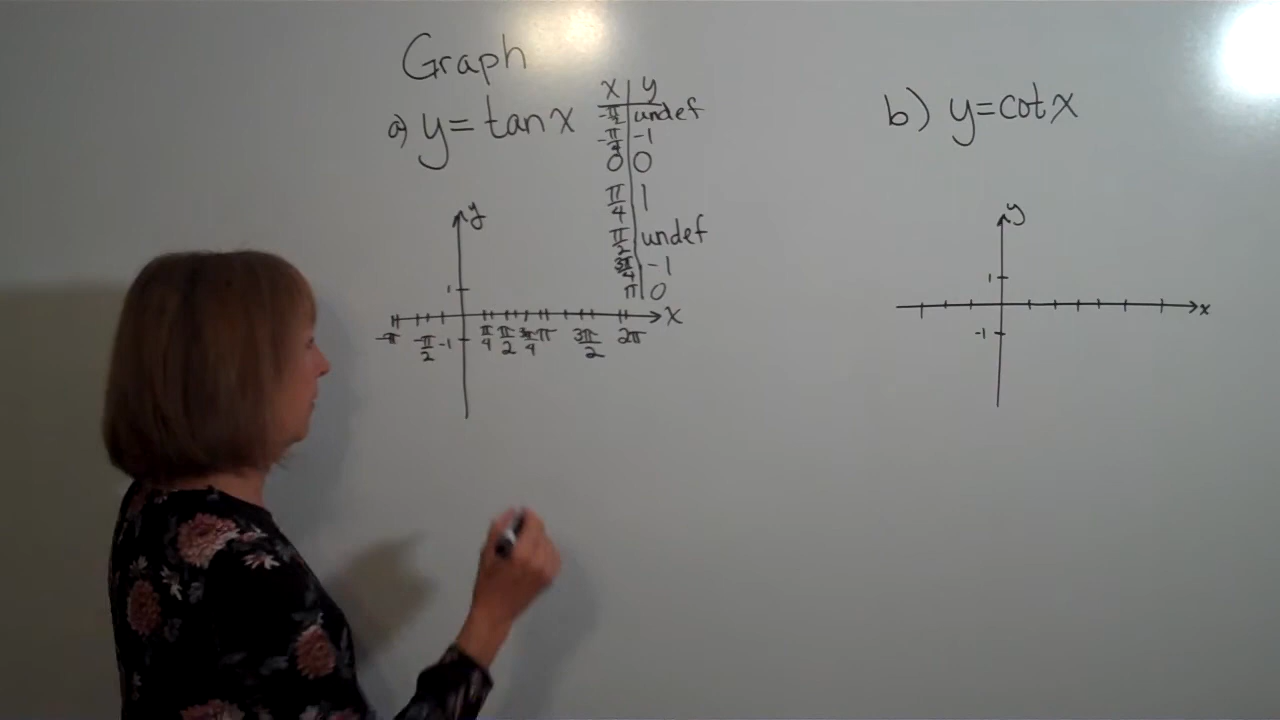 Graph
a) y = tan x
x | y
-π/2 | undef
-π/4 | -1
0 | 0
π/4 | 1
π/2 | undef
3π/4 | -1
π | 0
y
1
x
-π -π/2 -1 π/4 π/2 3π/4 π 3π/2 2π
b) y = cot x
y
1
x
-1